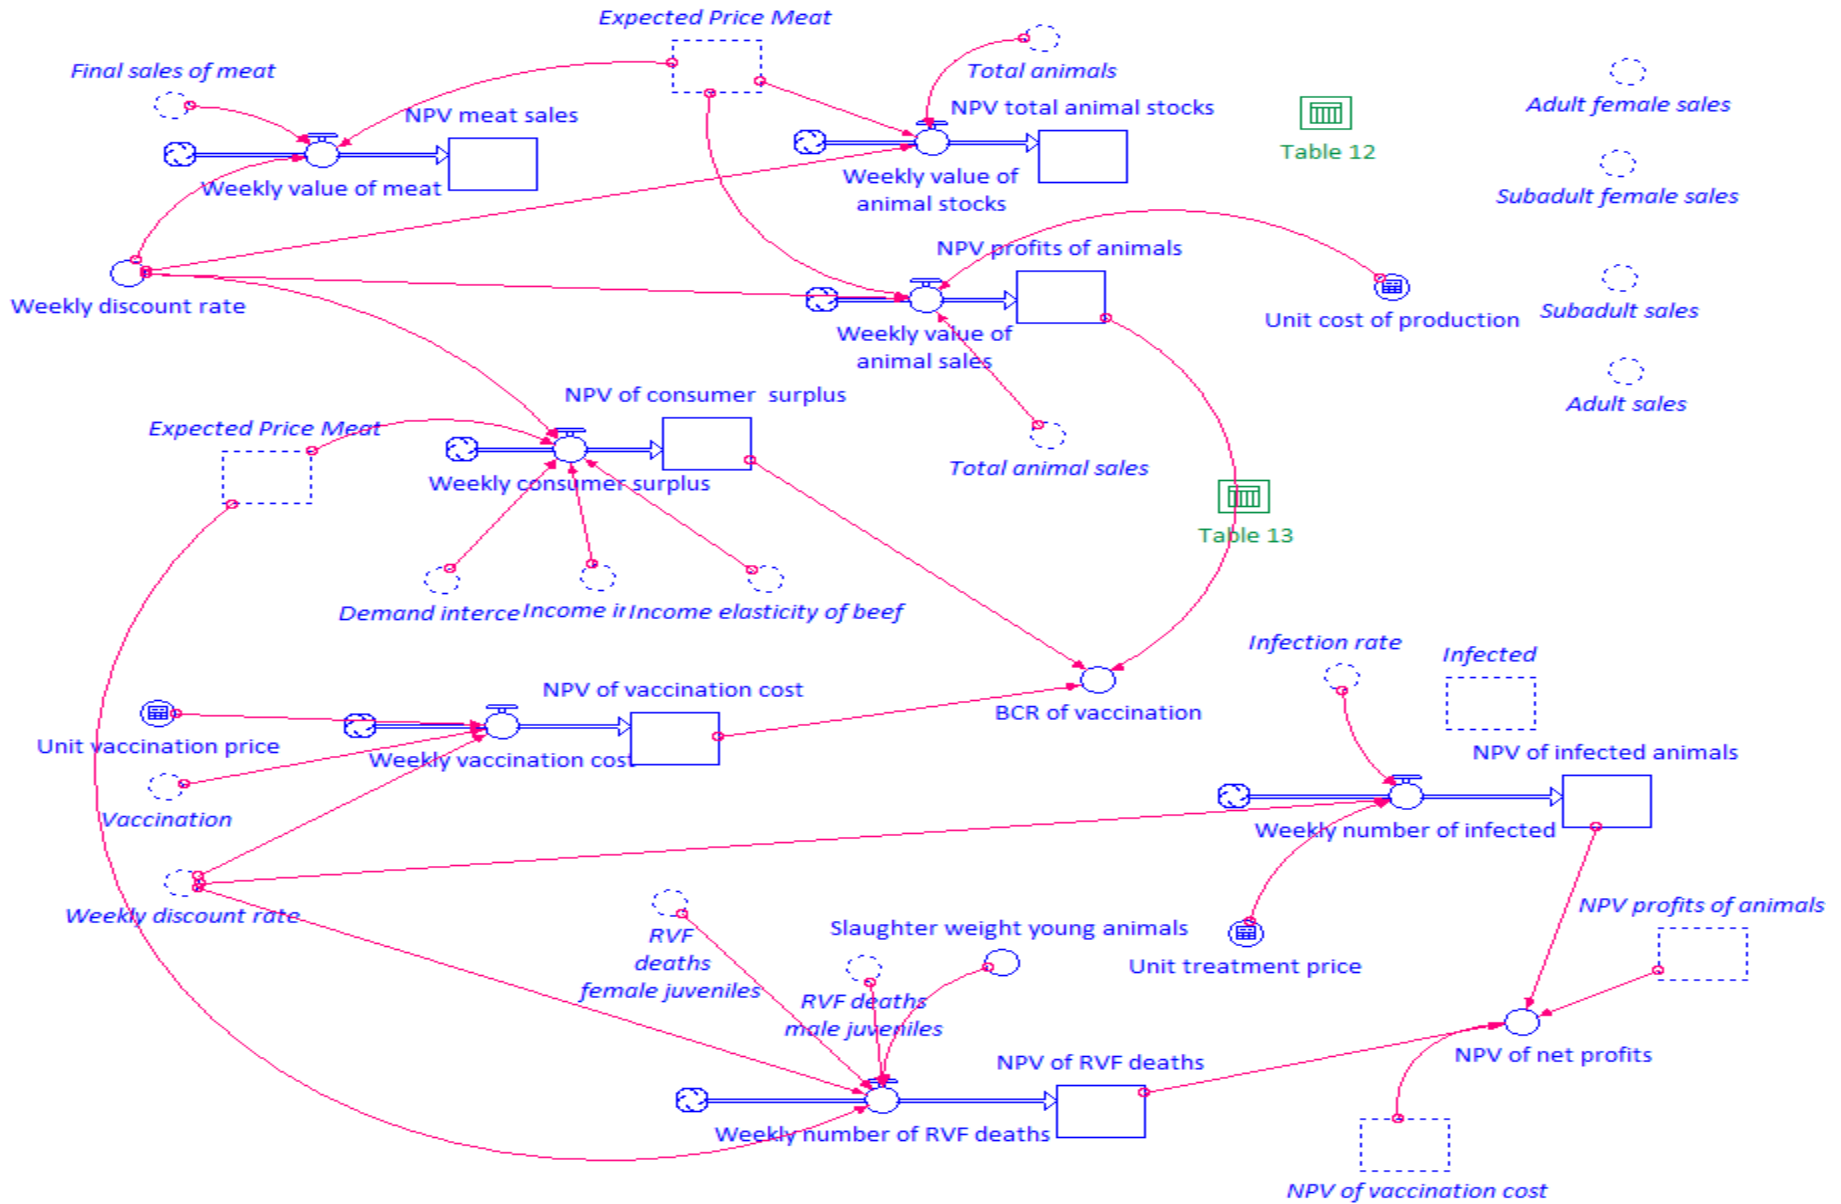 Expected Price Meat
Final sales of meat
Total animals
NPV meat sales
NPV total animal stocks
Adult female sales
Table 12
Weekly value of meat
Weekly value of
animal stocks
Subadult female sales
NPV profits of animals
Weekly discount rate
Unit cost of production
Subadult sales
Weekly value of
animal sales
NPV of consumer surplus
Adult sales
Expected Price Meat
Weekly consumer surplus
Total animal sales
Table 13
Demand interce
Income ir
Income elasticity of beef
Infection rate
Infected
NPV of vaccination cost
BCR of vaccination
Unit vaccination price
Weekly vaccination cost
NPV of infected animals
Vaccination
Weekly number of infected
Weekly discount rate
RVF
deaths
female juveniles
Slaughter weight young animals
NPV profits of animals
Unit treatment price
RVF deaths
male juveniles
NPV of RVF deaths
NPV of net profits
Weekly number of RVF deaths
NPV of vaccination cost